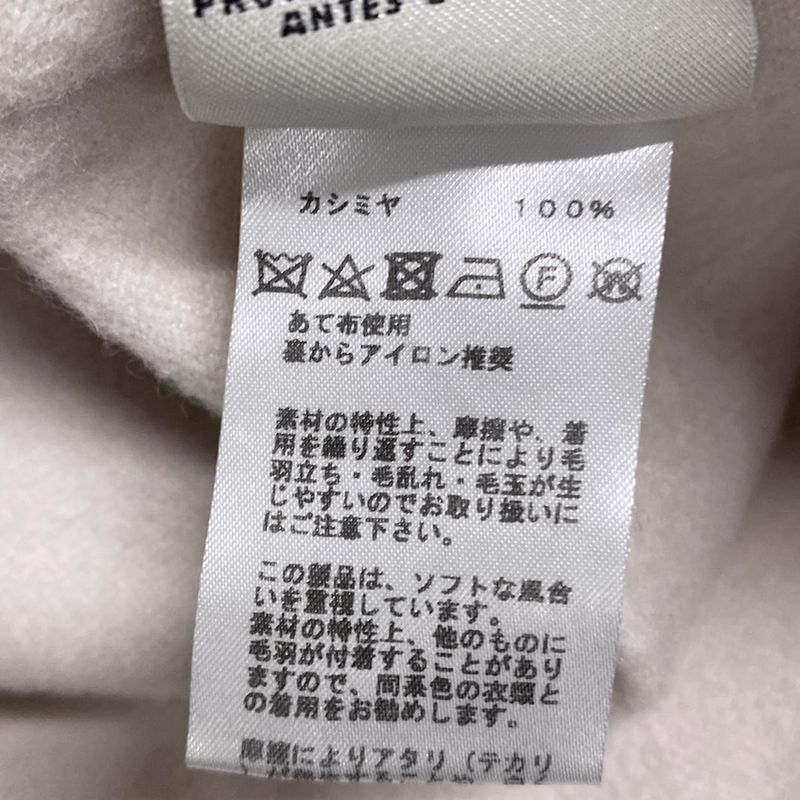 ANTES
カシミヤ 100%
F
W
あて布使用
裏からアイロン推奨
素材の特性上、摩擦や、着
用を繰り返すことにより毛
羽立ち・毛乱れ・毛玉が生
じやすいのでお取り扱いに
はご注意下さい。
この製品は、ソフトな風合
いを重視しています。
素材の特性上、他のものに
毛羽が付着することがあり
ますので、同系色の衣類と
の着用をお勧めします。
摩擦によりアタリ(テカリ